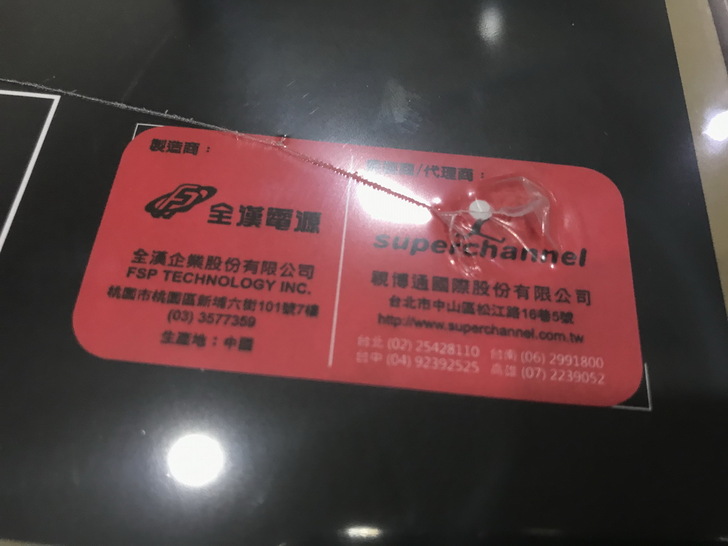 製造商：
全漢電源
全漢企業股份有限公司
FSP TECHNOLOGY INC.
桃園市桃園區新埔六街101號7樓
(03) 3577359
生產地：中國
商/代理商：
superchannel
視博通國際股份有限公司
台北市中山區松江路16巷5號
http://www.superchannel.com.tw
台北 (02) 25428110 台南 (06) 2991800
台中 (04) 92392525 高雄 (07) 2239052